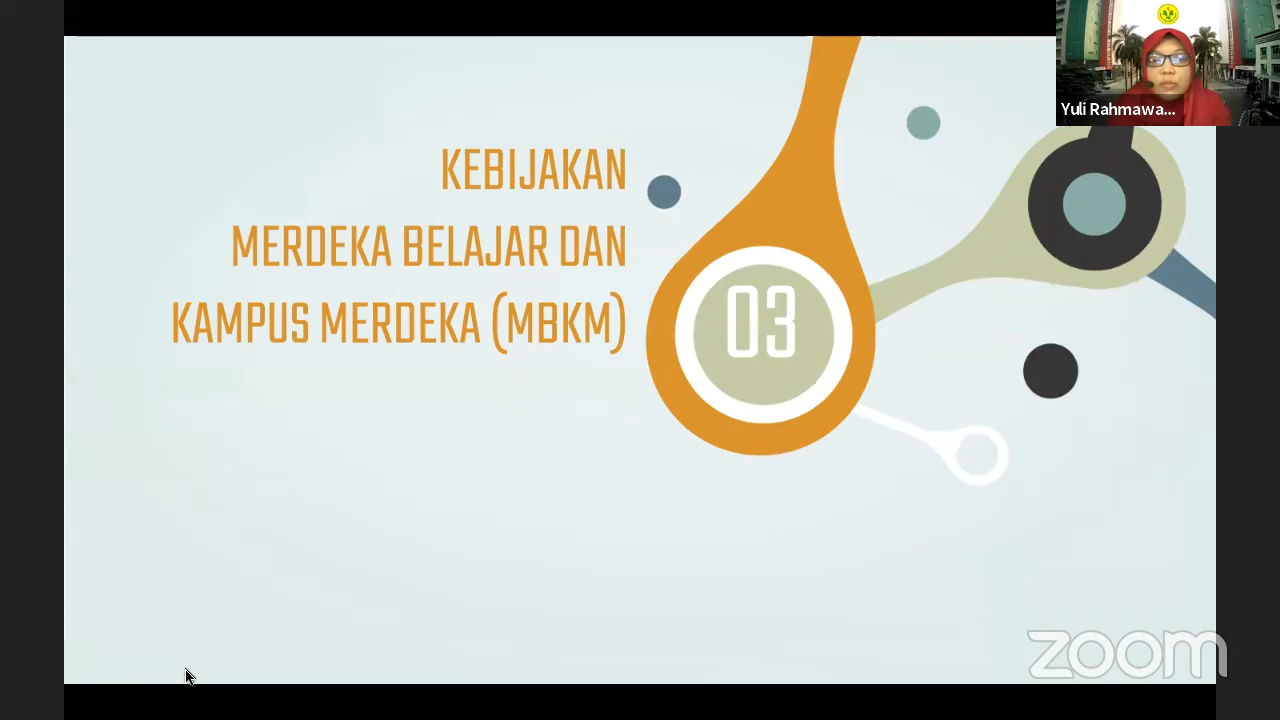 Yuli Rahmawa...
KEBIJAKAN
MERDEKA BELAJAR DAN
KAMPUS MERDEKA (MBKM)
03
zoom